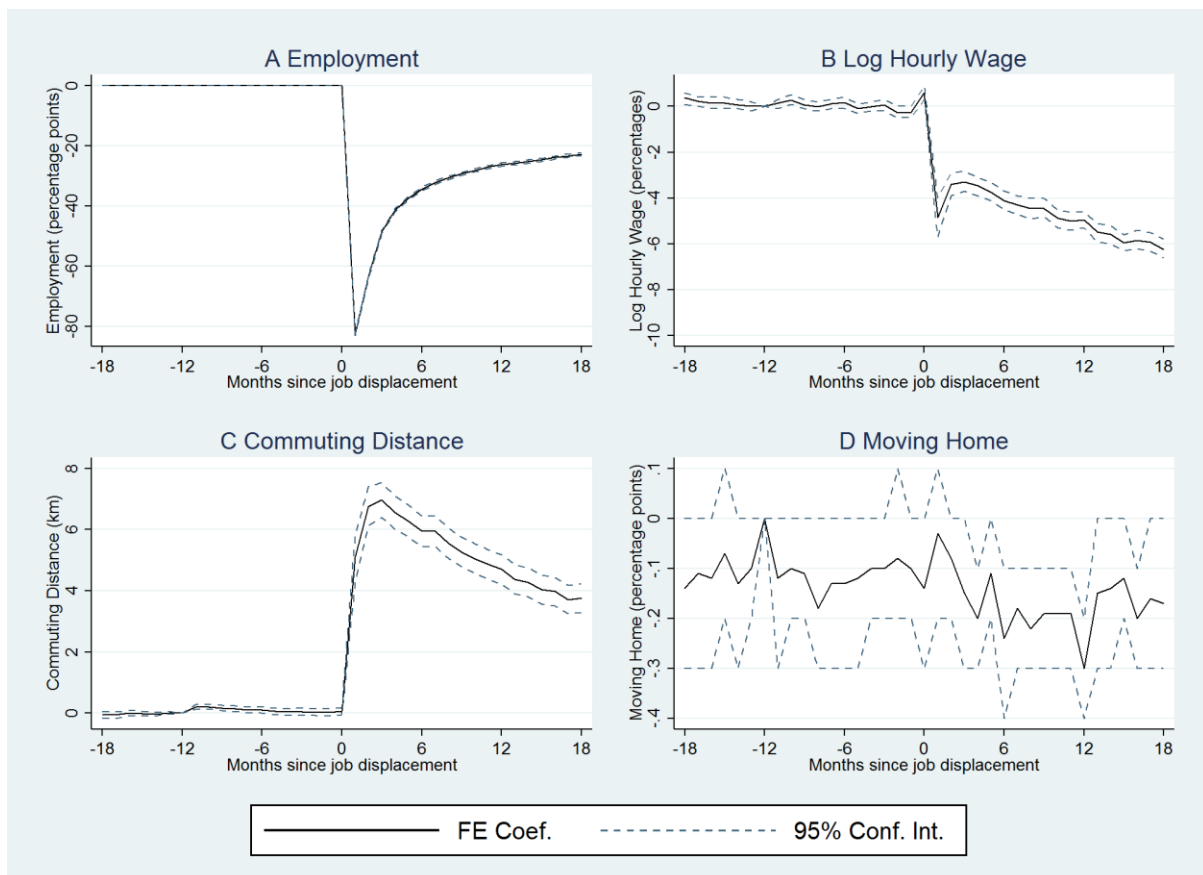 A Employment
Employment (percentage points)
0
-20
-40
-60
-80
-18 -12 -6 0 6 12 18
Months since job displacement
B Log Hourly Wage
Log Hourly Wage (percentages)
0
-2
-4
-6
-8
-10
-18 -12 -6 0 6 12 18
Months since job displacement
C Commuting Distance
Commuting Distance (km)
8
6
4
2
0
-18 -12 -6 0 6 12 18
Months since job displacement
D Moving Home
Moving Home (percentage points)
.1
0
-.1
-.2
-.3
-.4
-18 -12 -6 0 6 12 18
Months since job displacement
FE Coef. 95% Conf. Int.